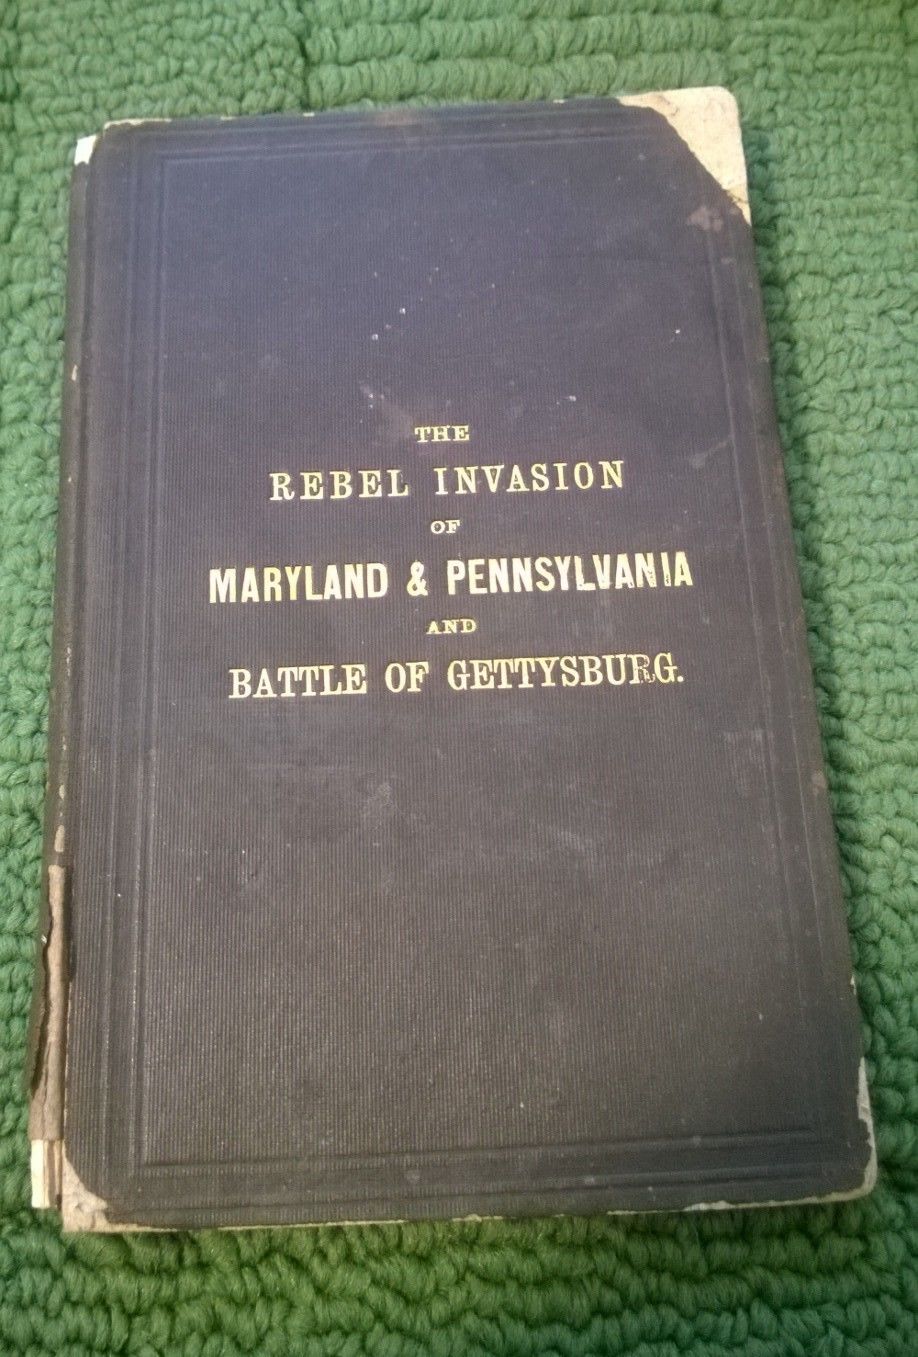 THE
REBEL INVASION
OF
MARYLAND & PENNSYLVANIA
AND
BATTLE OF GETTYSBURG.